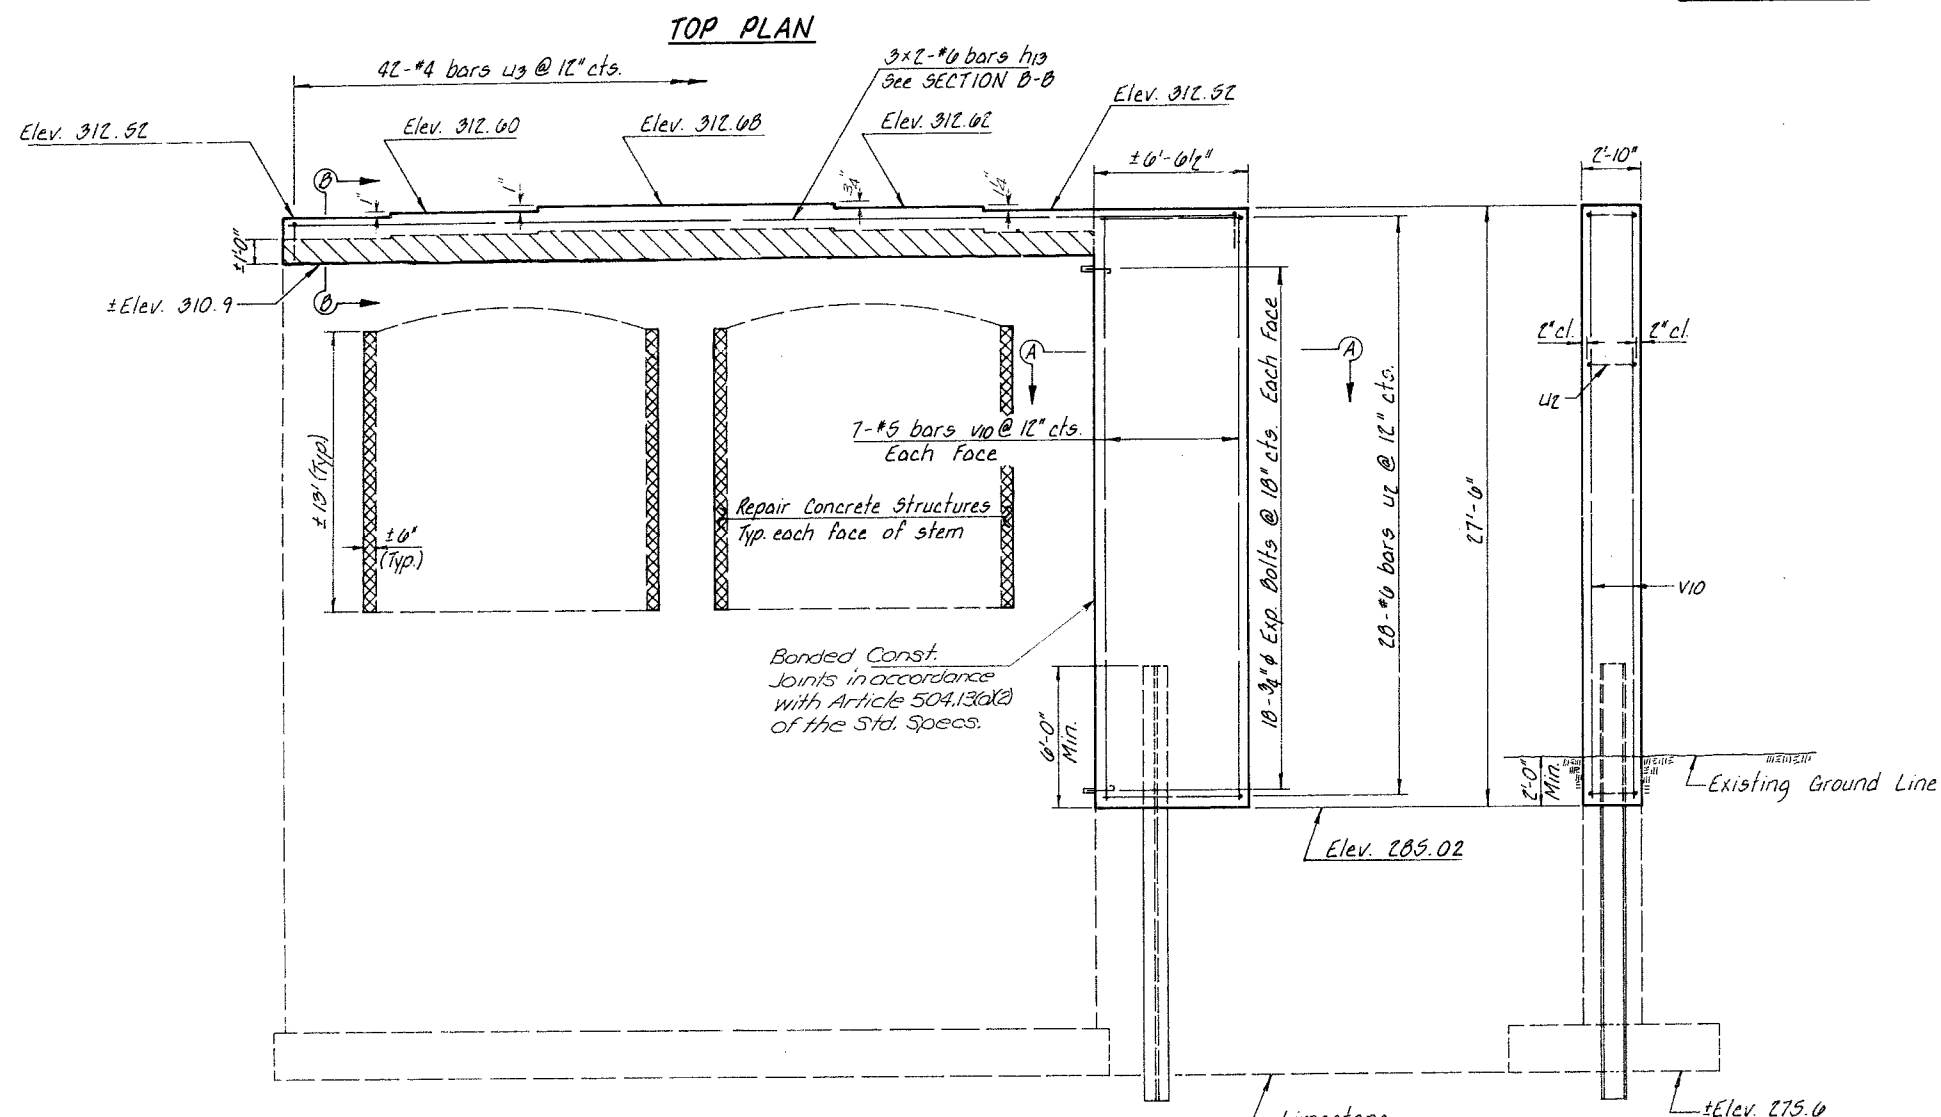 TOP PLAN
42-#4 bars u3 @ 12" cts.
3×2-#6 bars h13
See SECTION B-B
Elev. 312.52
Elev. 312.60
Elev. 312.68
Elev. 312.62
Elev. 312.52
±6'-6½"
2'-10"
B
1"
1"
¾"
1¼"
±1'-0"
±Elev. 310.9
B
A
A
2" cl.
2" cl.
u2
7-#5 bars v10 @ 12" cts.
Each Face
±13' (Typ)
±6"
(Typ.)
Repair Concrete Structures
Typ. each face of stem
18-¾" ϕ Exp. Bolts @ 18" cts. Each Face
28-#6 bars u2 @ 12" cts.
27'-6"
v10
Bonded Const.
Joints in accordance
with Article 504.13(a)(2)
of the Std. Specs.
6'-0"
Min.
2'-0"
Min.
Existing Ground Line
Elev. 285.02
Limestone
±Elev. 275.6